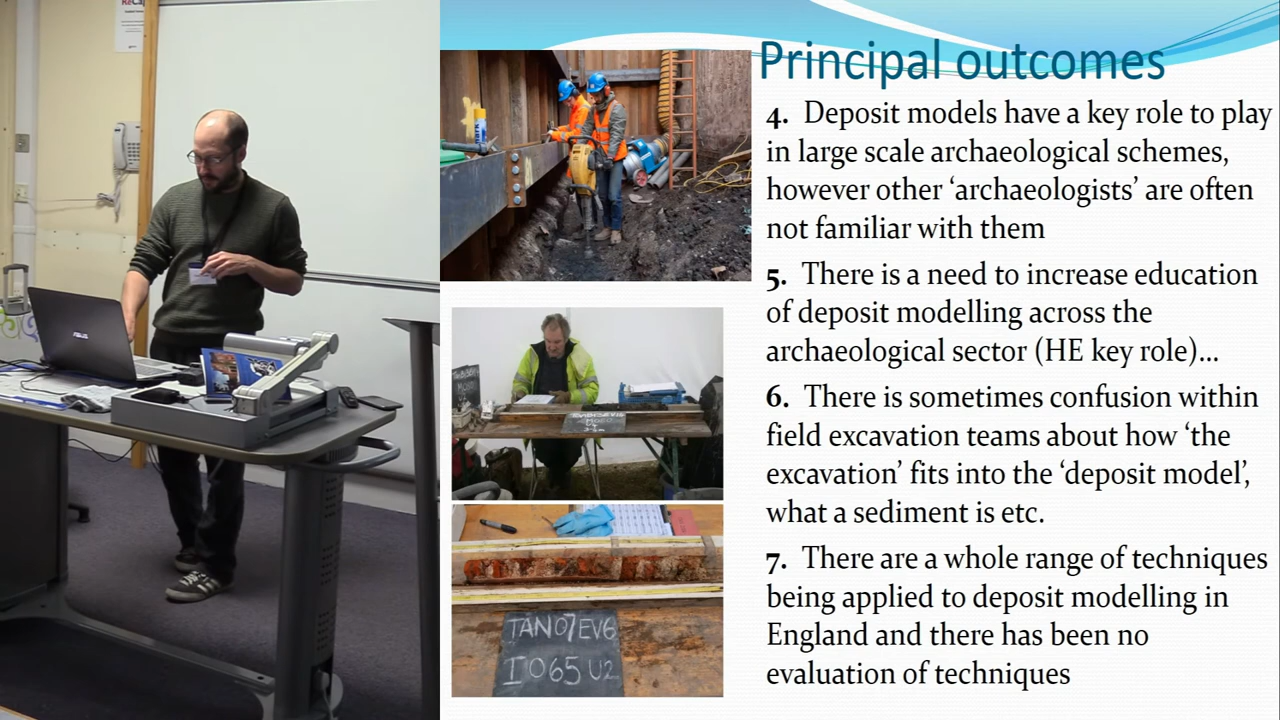 Principal outcomes
4. Deposit models have a key role to play
in large scale archaeological schemes,
however other ‘archaeologists’ are often
not familiar with them
5. There is a need to increase education
of deposit modelling across the
archaeological sector (HE key role)...
6. There is sometimes confusion within
field excavation teams about how ‘the
excavation’ fits into the ‘deposit model’,
what a sediment is etc.
7. There are a whole range of techniques
being applied to deposit modelling in
England and there has been no
evaluation of techniques
ASUS
TAN07EV6
I065U2